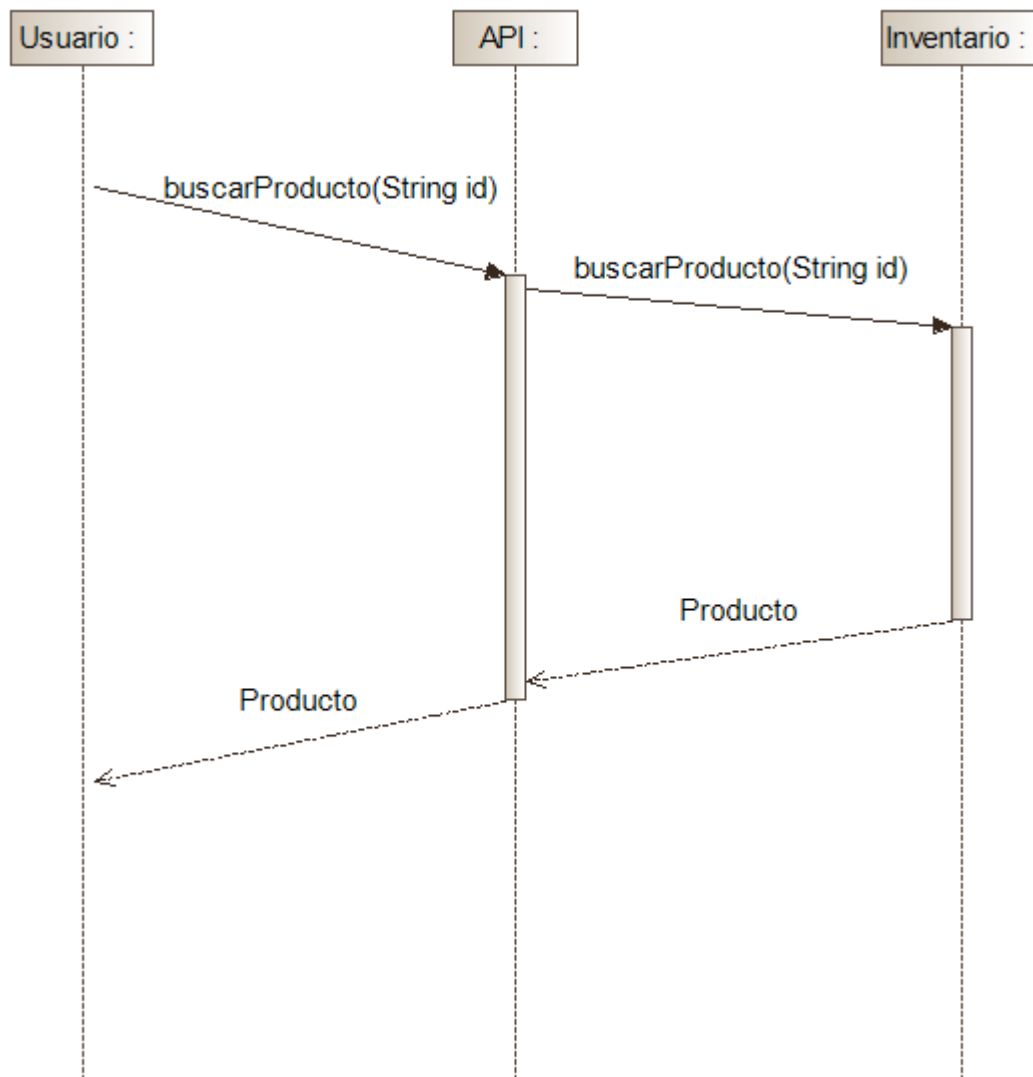 Usuario :
API :
Inventario :
buscarProducto(String id)
buscarProducto(String id)
Producto
Producto